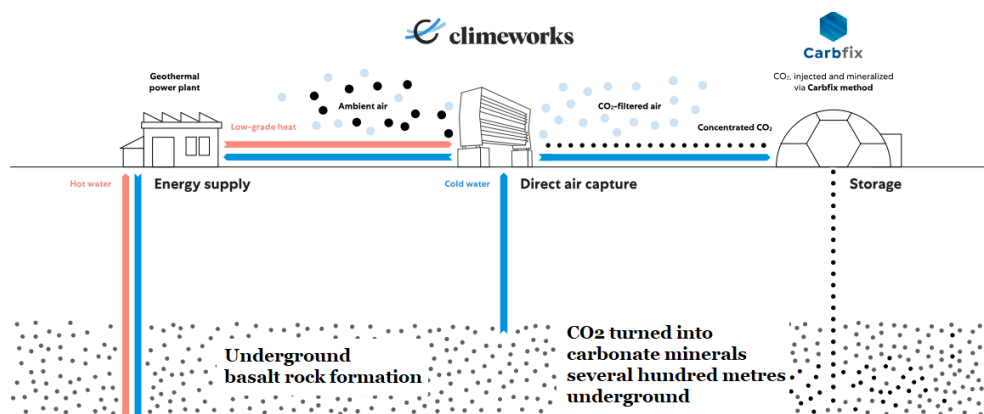 climeworks
Carbfix
Geothermal
power plant
CO₂, injected and mineralized
via Carbfix method
Ambient air
CO₂-filtered air
Low-grade heat
Concentrated CO₂
Hot water
Energy supply
Cold water
Direct air capture
Storage
Underground
basalt rock formation
CO2 turned into
carbonate minerals
several hundred metres
underground